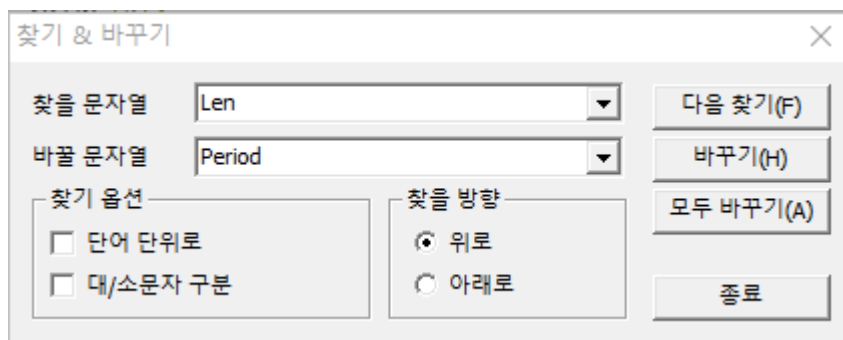 찾기 & 바꾸기
찾을 문자열 Len 다음 찾기(F)
바꿀 문자열 Period 바꾸기(H)
찾기 옵션 찾을 방향 모두 바꾸기(A)
단어 단위로 위로
대/소문자 구분 아래로 종료